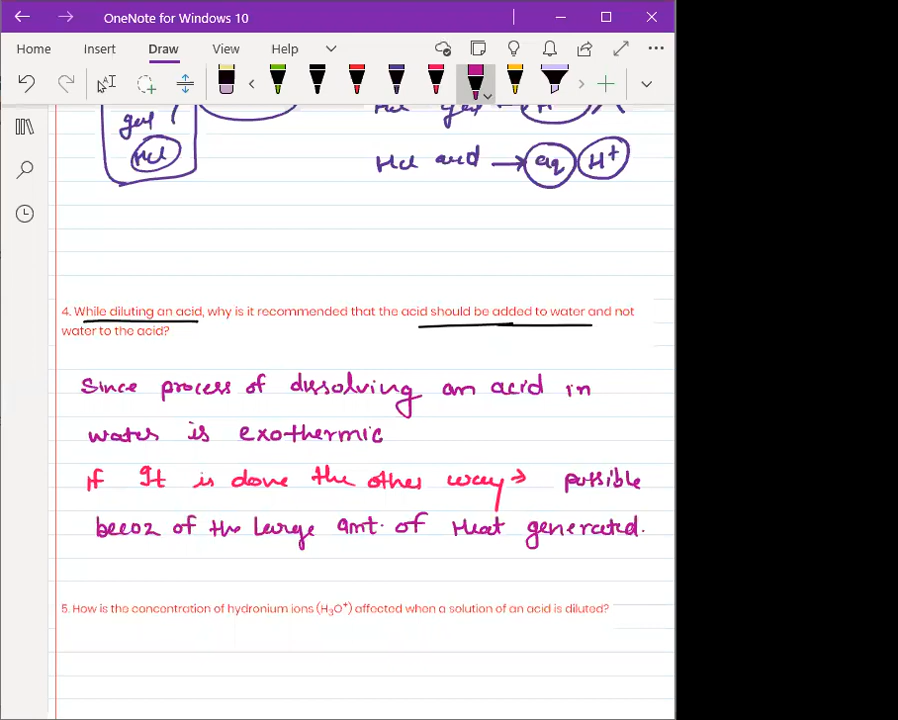 OneNote for Windows 10
Home Insert Draw View Help
gas
HCl
HCl gas → H+
HCl acid → aq H+
4. While diluting an acid, why is it recommended that the acid should be added to water and not
water to the acid?
Since process of dissolving an acid in
water is exothermic
If It is done the other way → possible
becoz of the large amt. of Heat generated.
5. How is the concentration of hydronium ions (H₃O⁺) affected when a solution of an acid is diluted?